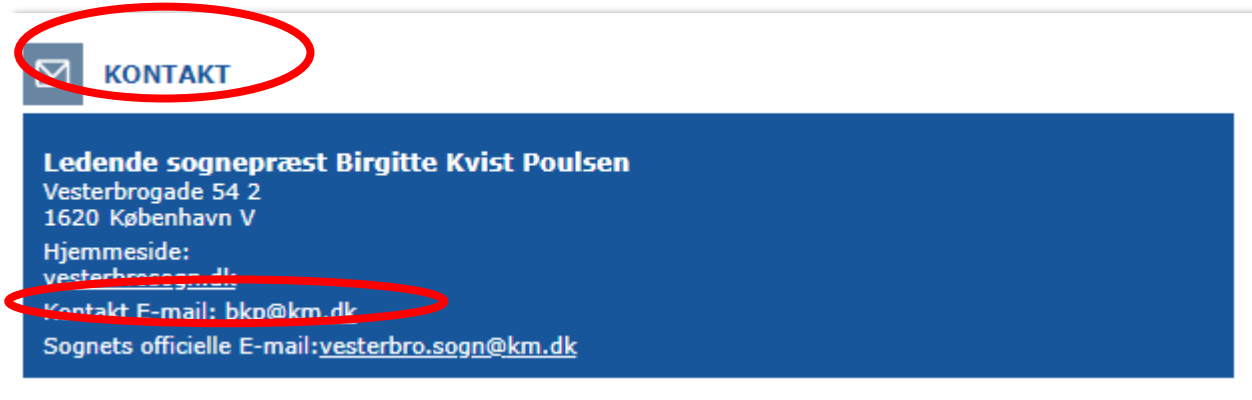 KONTAKT
Ledende sognepræst Birgitte Kvist Poulsen
Vesterbrogade 54 2
1620 København V
Hjemmeside:
vesterbrosogn.dk
Kontakt E-mail: bkp@km.dk
Sognets officielle E-mail:vesterbro.sogn@km.dk